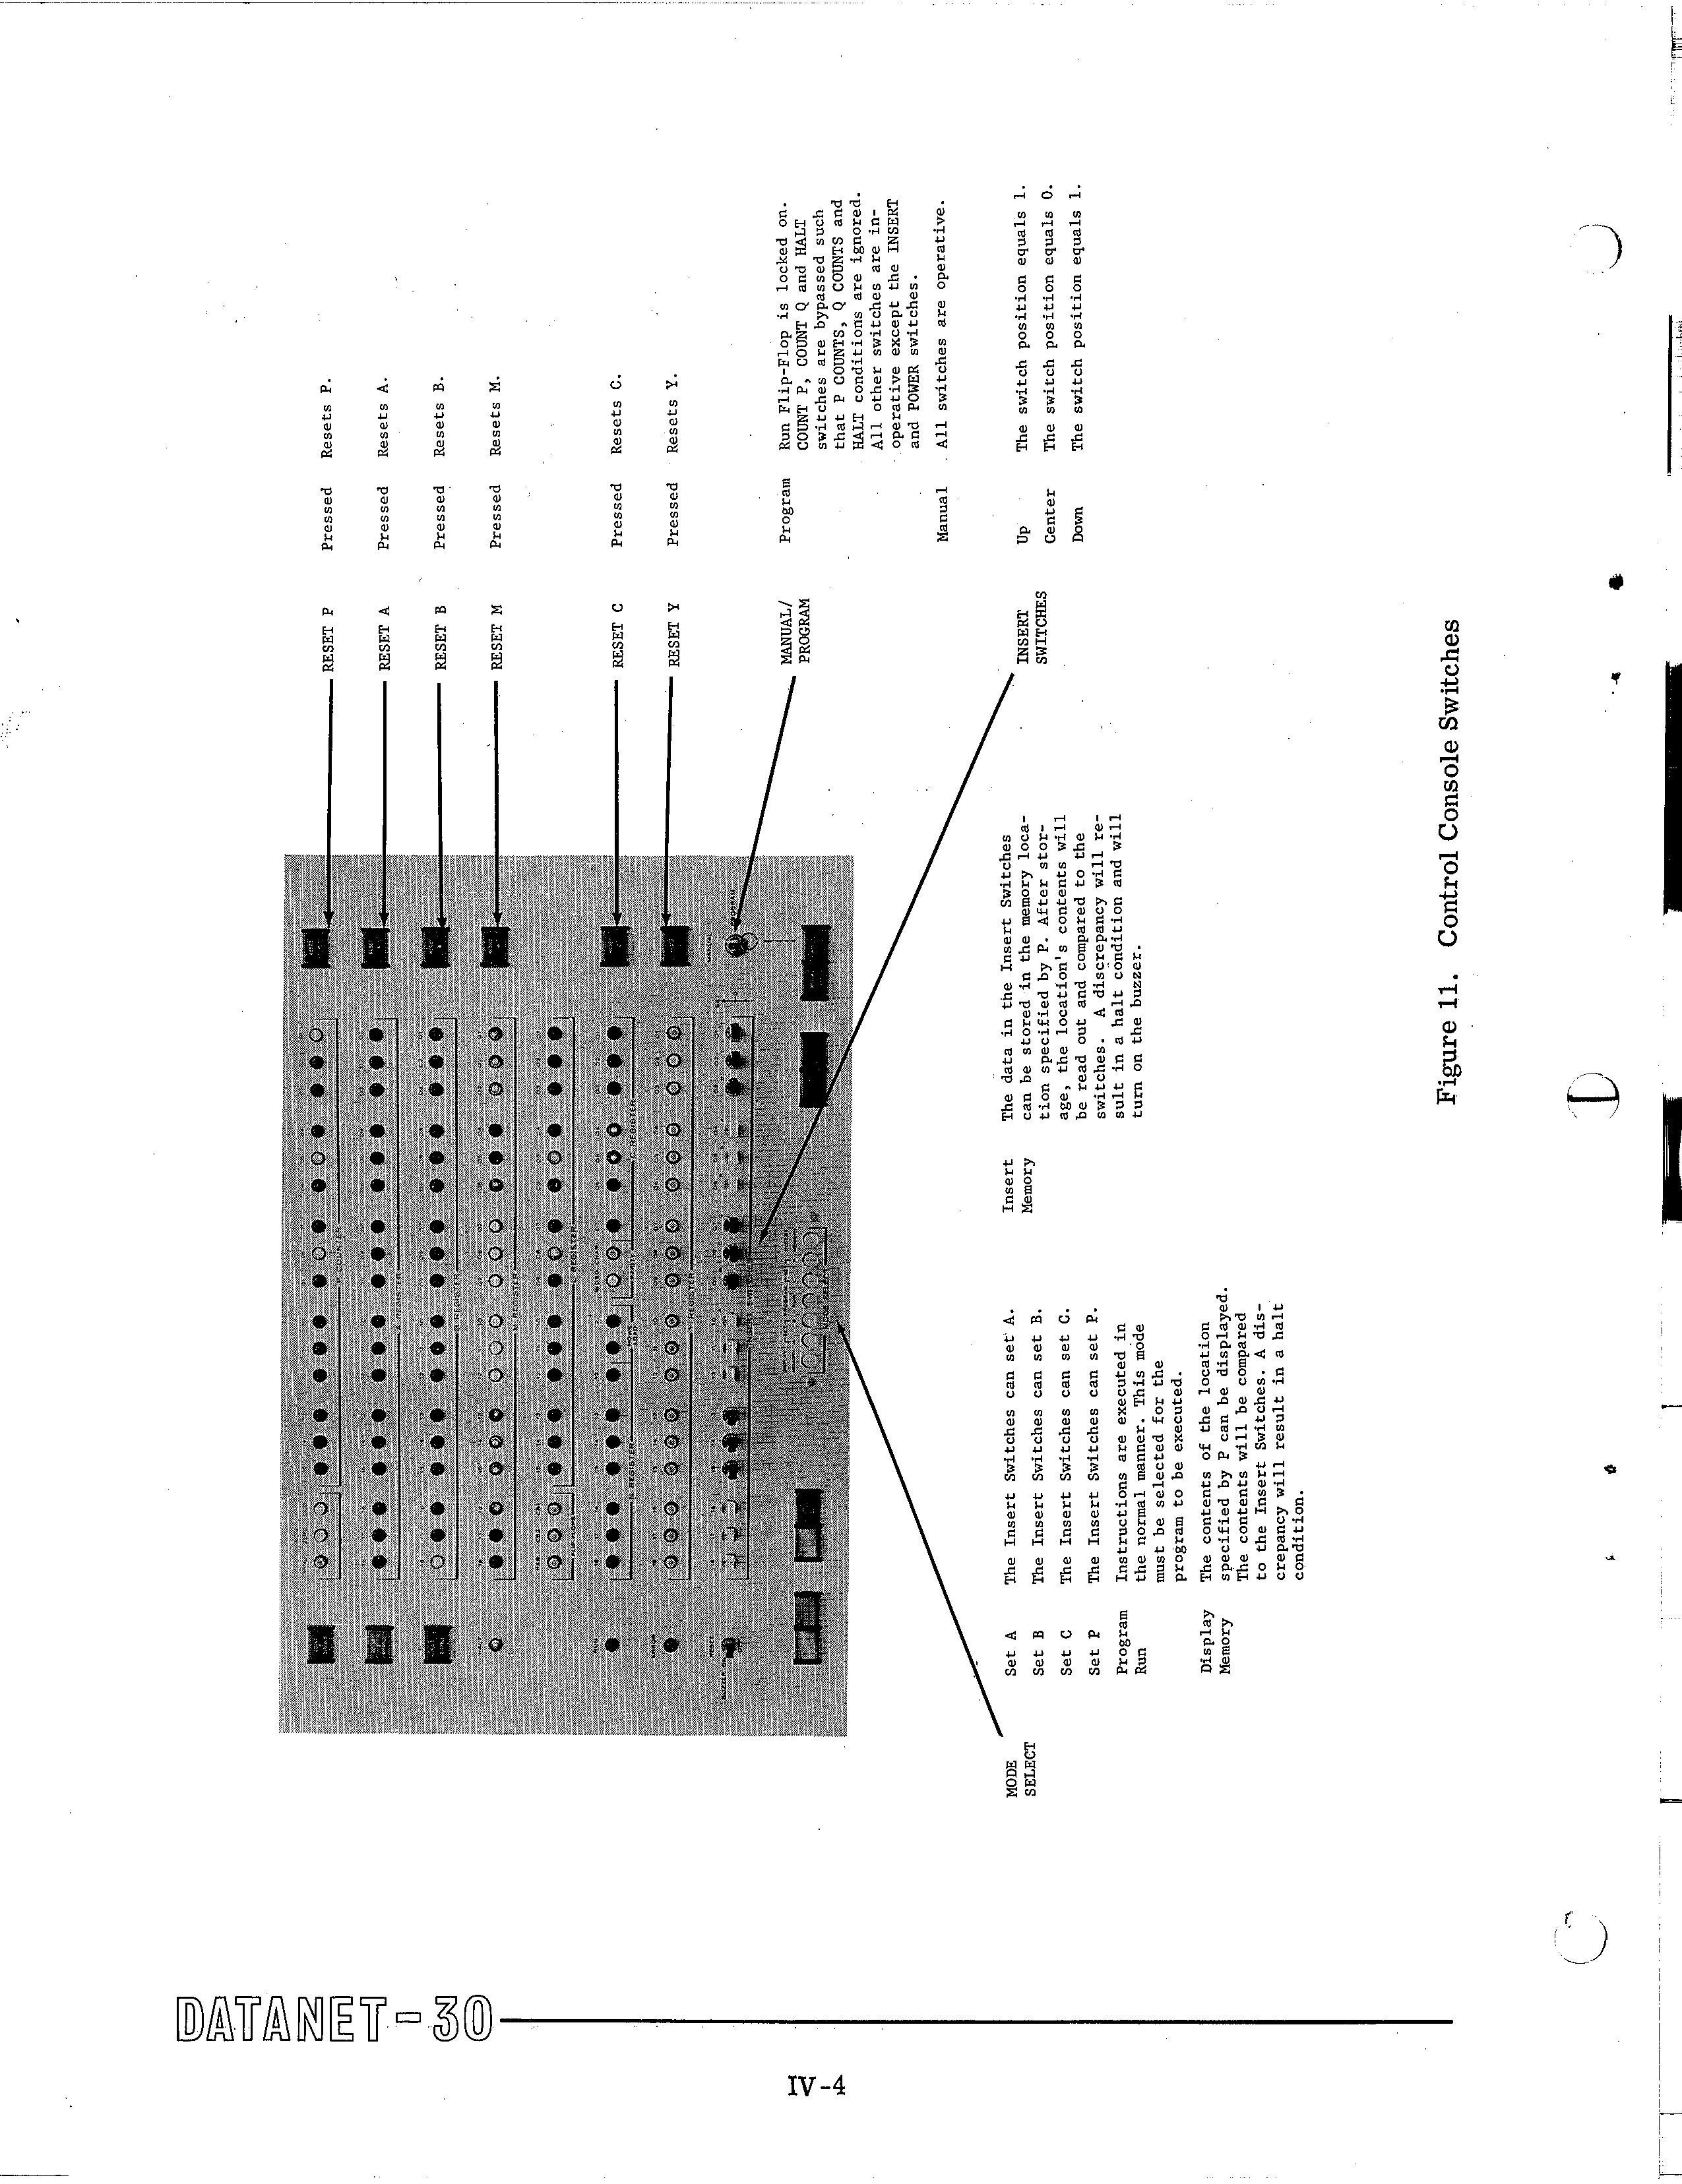 RESET P Pressed Resets P.
RESET A Pressed Resets A.
RESET B Pressed Resets B.
RESET M Pressed Resets M.
RESET C Pressed Resets C.
RESET Y Pressed Resets Y.
MANUAL/
PROGRAM
Program Run Flip-Flop is locked on.
COUNT P, COUNT Q and HALT
switches are bypassed such
that P COUNTS, Q COUNTS and
HALT conditions are ignored.
All other switches are in-
operative except the INSERT
and POWER switches.
Manual All switches are operative.
INSERT
SWITCHES
Up The switch position equals 1.
Center The switch position equals 0.
Down The switch position equals 1.
MODE
SELECT
Set A The Insert Switches can set A.
Set B The Insert Switches can set B.
Set C The Insert Switches can set C.
Set P The Insert Switches can set P.
Program Instructions are executed in
Run the normal manner. This mode
must be selected for the
program to be executed.
Display The contents of the location
Memory specified by P can be displayed.
The contents will be compared
to the Insert Switches. A dis-
crepancy will result in a halt
condition.
Insert The data in the Insert Switches
Memory can be stored in the memory loca-
tion specified by P. After stor-
age, the location's contents will
be read out and compared to the
switches. A discrepancy will re-
sult in a halt condition and will
turn on the buzzer.
Figure 11. Control Console Switches
DATANET-30
IV-4